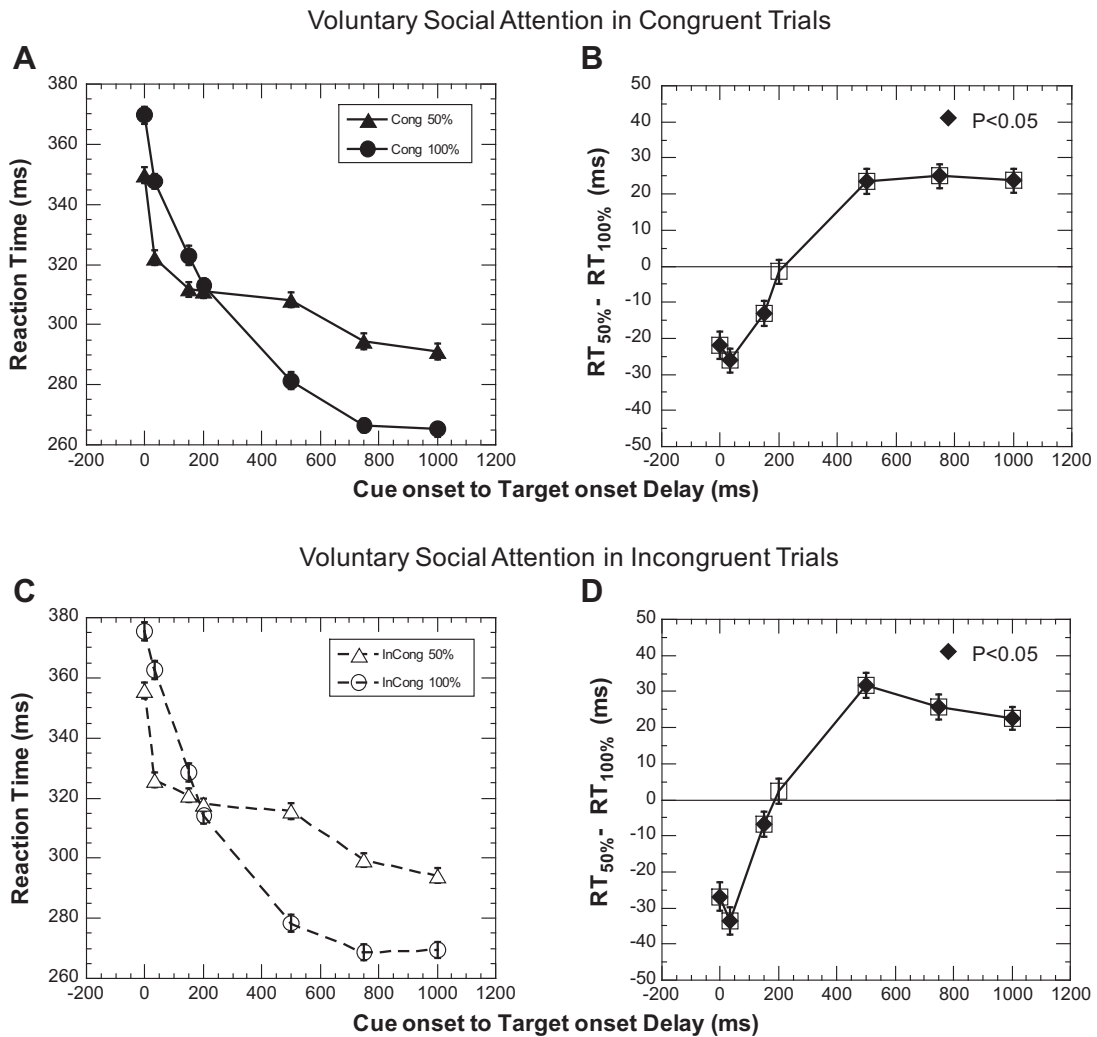 Voluntary Social Attention in Congruent Trials
A
B
380
360
340
320
300
280
260
Reaction Time (ms)
Cong 50%
Cong 100%
-200 0 200 400 600 800 1000 1200
50
40
30
20
10
0
-10
-20
-30
-40
-50
RT50%- RT100% (ms)
P<0.05
-200 0 200 400 600 800 1000 1200
Cue onset to Target onset Delay (ms)
Voluntary Social Attention in Incongruent Trials
C
D
380
360
340
320
300
280
260
Reaction Time (ms)
InCong 50%
InCong 100%
-200 0 200 400 600 800 1000 1200
50
40
30
20
10
0
-10
-20
-30
-40
-50
RT50%- RT100% (ms)
P<0.05
-200 0 200 400 600 800 1000 1200
Cue onset to Target onset Delay (ms)